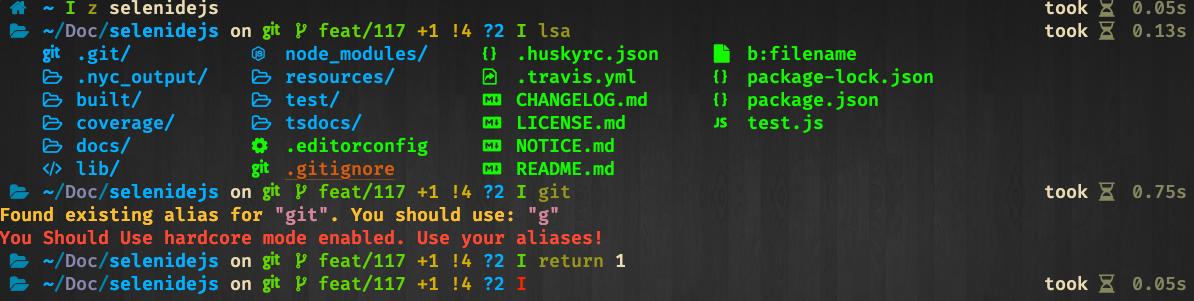 ~ I z selenidejs took 0.05s
~/Doc/selenidejs on git feat/117 +1 !4 ?2 I lsa took 0.13s
git .git/ node_modules/ {} .huskyrc.json b:filename
.nyc_output/ resources/ .travis.yml {} package-lock.json
built/ test/ CHANGELOG.md {} package.json
coverage/ tsdocs/ LICENSE.md JS test.js
docs/ .editorconfig NOTICE.md
</> lib/ git .gitignore README.md
~/Doc/selenidejs on git feat/117 +1 !4 ?2 I git took 0.75s
Found existing alias for "git". You should use: "g"
You Should Use hardcore mode enabled. Use your aliases!
~/Doc/selenidejs on git feat/117 +1 !4 ?2 I return 1
~/Doc/selenidejs on git feat/117 +1 !4 ?2 I took 0.05s